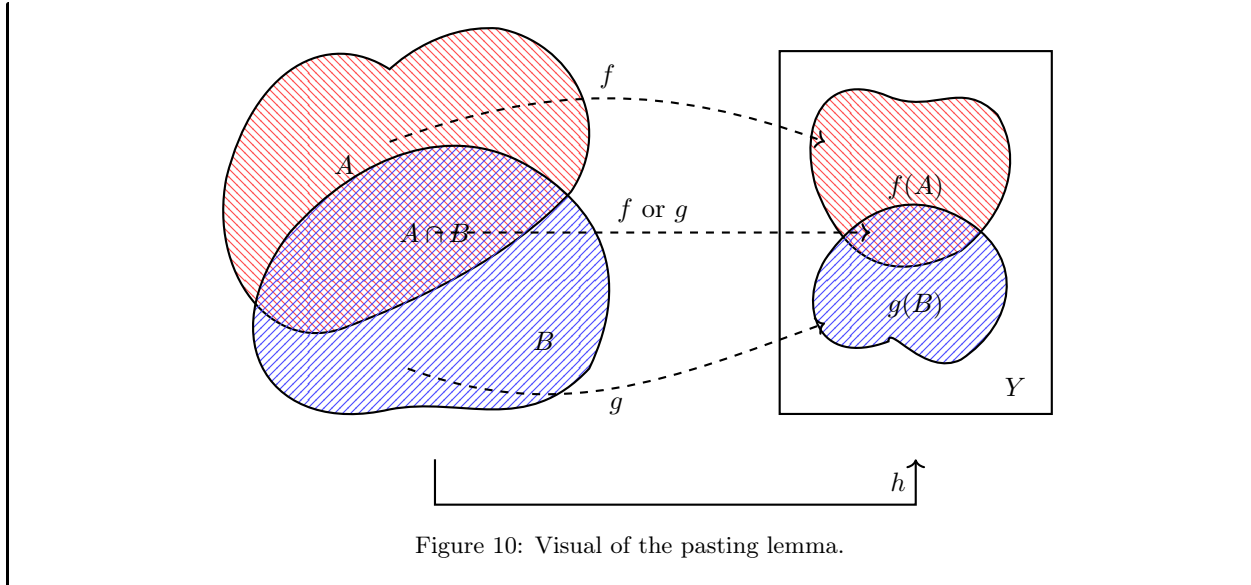 f
A
f(A)
f or g
A ∩ B
g(B)
B
Y
g
h
Figure 10: Visual of the pasting lemma.